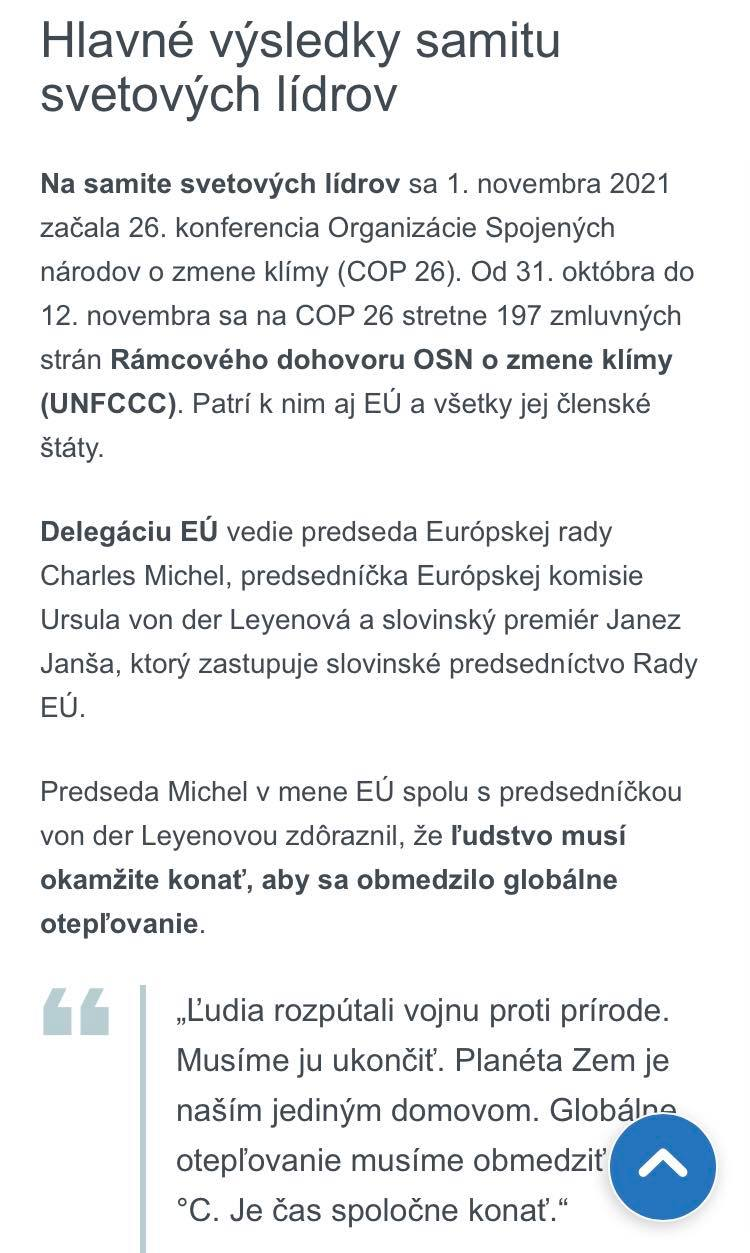 Hlavné výsledky samitu
svetových lídrov
Na samite svetových lídrov sa 1. novembra 2021
začala 26. konferencia Organizácie Spojených
národov o zmene klímy (COP 26). Od 31. októbra do
12. novembra sa na COP 26 stretne 197 zmluvných
strán Rámcového dohovoru OSN o zmene klímy
(UNFCCC). Patrí k nim aj EÚ a všetky jej členské
štáty.
Delegáciu EÚ vedie predseda Európskej rady
Charles Michel, predsedníčka Európskej komisie
Ursula von der Leyenová a slovinský premiér Janez
Janša, ktorý zastupuje slovinské predsedníctvo Rady
EÚ.
Predseda Michel v mene EÚ spolu s predsedníčkou
von der Leyenovou zdôraznil, že ľudstvo musí
okamžite konať, aby sa obmedzilo globálne
otepľovanie.
„Ľudia rozpútali vojnu proti prírode.
Musíme ju ukončiť. Planéta Zem je
naším jediným domovom. Globálne
otepľovanie musíme obmedziť
°C. Je čas spoločne konať.“